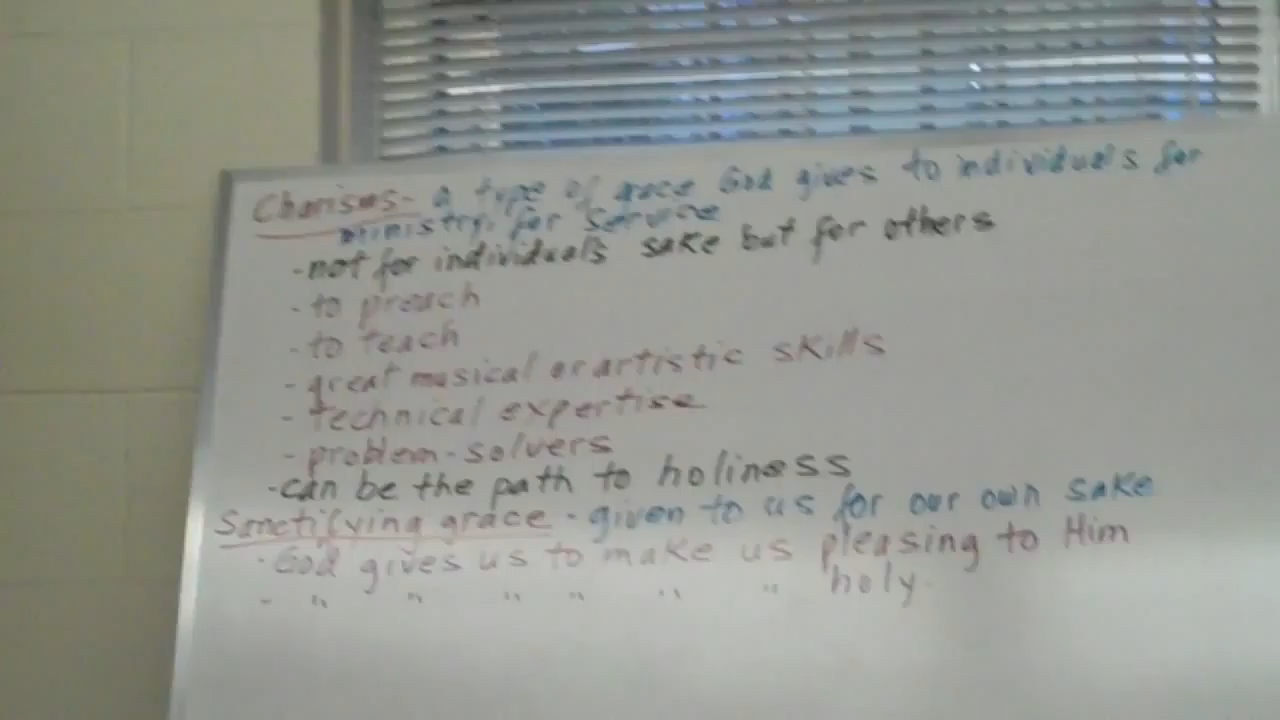 Charisms- a type of grace God gives to individuals for
ministry, for service
-not for individual's sake but for others
- to preach
- to teach
- great musical or artistic skills
- technical expertise
- problem-solvers
-can be the path to holiness
Sanctifying grace - given to us for our own sake
- God gives us to make us pleasing to Him
- " " " " " " holy.